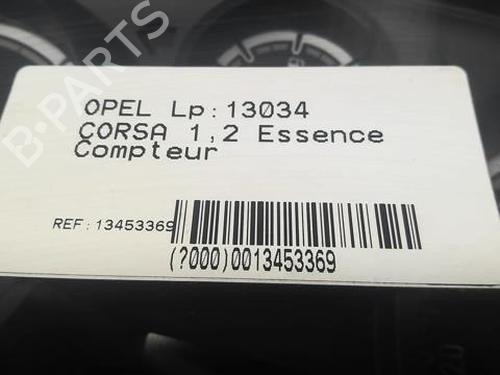 OPEL Lp:13034
CORSA 1,2 Essence
Compteur
REF:13453369
(?000)0013453369
B-PARTS